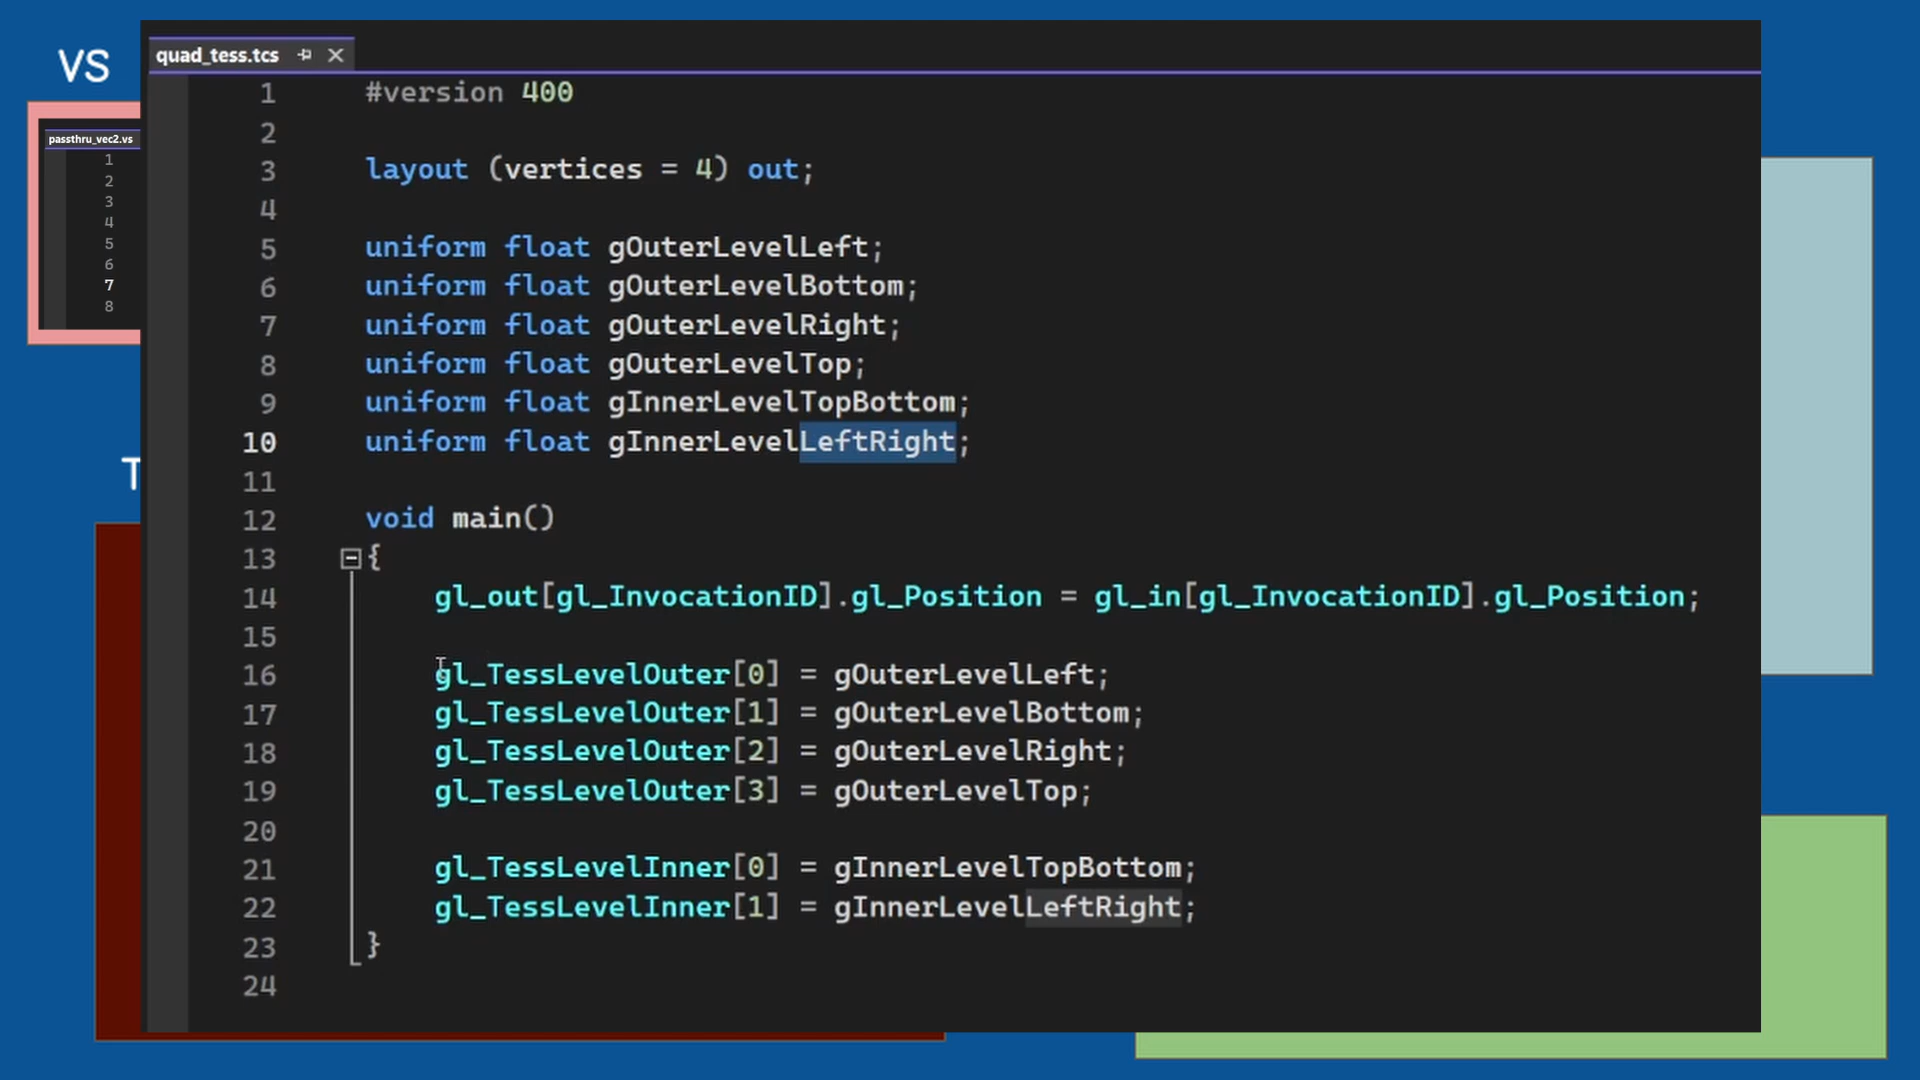 VS
passthru_vec2.vs
1
2
3
4
5
6
7
8
T
quad_tess.tcs
1 #version 400
2
3 layout (vertices = 4) out;
4
5 uniform float gOuterLevelLeft;
6 uniform float gOuterLevelBottom;
7 uniform float gOuterLevelRight;
8 uniform float gOuterLevelTop;
9 uniform float gInnerLevelTopBottom;
10 uniform float gInnerLevelLeftRight;
11
12 void main()
13 {
14 gl_out[gl_InvocationID].gl_Position = gl_in[gl_InvocationID].gl_Position;
15
16 gl_TessLevelOuter[0] = gOuterLevelLeft;
17 gl_TessLevelOuter[1] = gOuterLevelBottom;
18 gl_TessLevelOuter[2] = gOuterLevelRight;
19 gl_TessLevelOuter[3] = gOuterLevelTop;
20
21 gl_TessLevelInner[0] = gInnerLevelTopBottom;
22 gl_TessLevelInner[1] = gInnerLevelLeftRight;
23 }
24